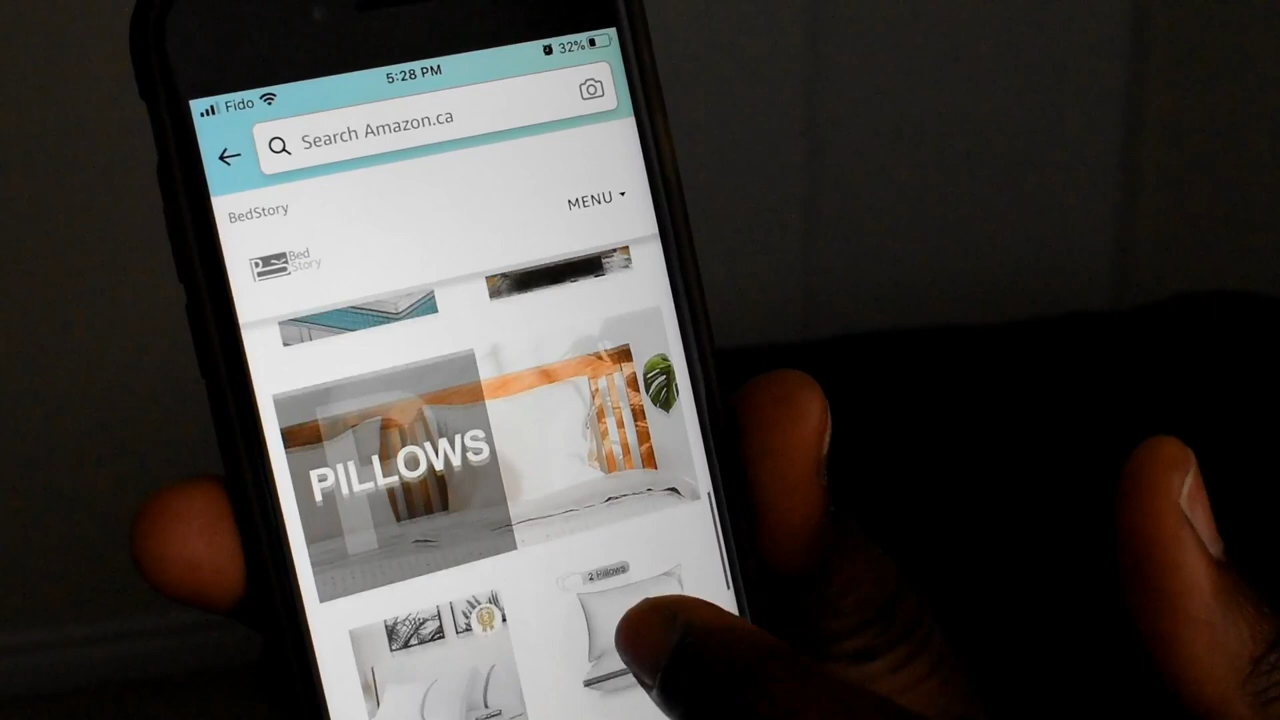 Fido
5:28 PM
32%
Search Amazon.ca
BedStory
MENU
Bed
Story
PILLOWS
2 Pillows